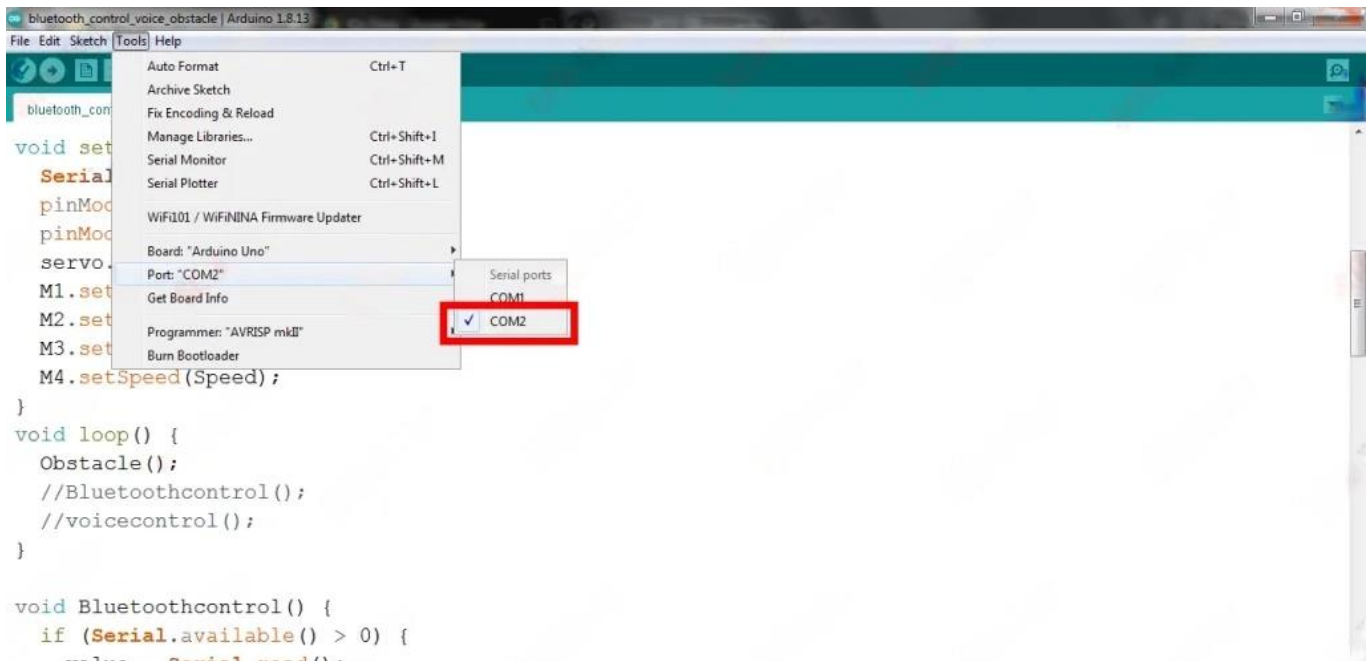 bluetooth_control_voice_obstacle | Arduino 1.8.13
File Edit Sketch Tools Help
Auto Format Ctrl+T
Archive Sketch
bluetooth_con
Fix Encoding & Reload
Manage Libraries... Ctrl+Shift+I
void set
Serial Monitor Ctrl+Shift+M
Serial
Serial Plotter Ctrl+Shift+L
pinMod
WiFi101 / WiFiNINA Firmware Updater
pinMod
Board: "Arduino Uno"
servo.
Port: "COM2" Serial ports
M1.set
Get Board Info COM1
M2.set
✓ COM2
Programmer: "AVRISP mkII"
M3.set
Burn Bootloader
M4.setSpeed(Speed);
}
void loop() {
Obstacle();
//Bluetoothcontrol();
//voicecontrol();
}
void Bluetoothcontrol() {
if (Serial.available() > 0) {